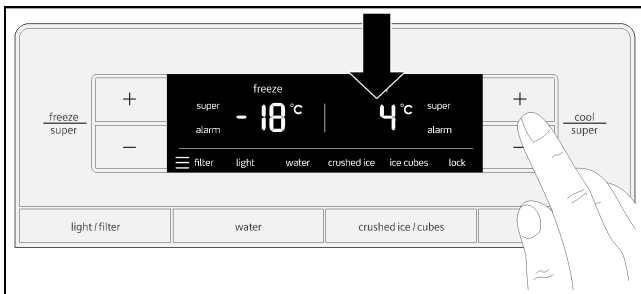 freeze
super
+
−
freeze
super
alarm
-18 °C
4 °C
super
alarm
filter
light
water
crushed ice
ice cubes
lock
+
−
cool
super
light / filter
water
crushed ice / cubes